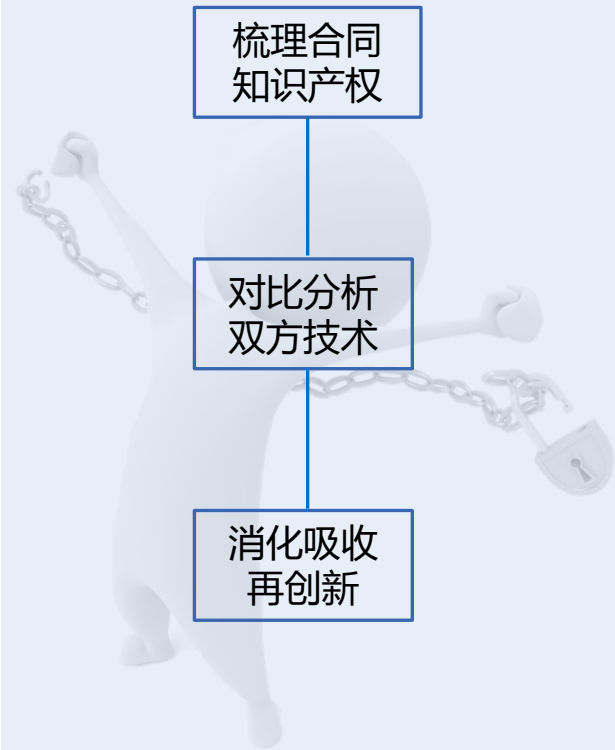 梳理合同
知识产权
对比分析
双方技术
消化吸收
再创新